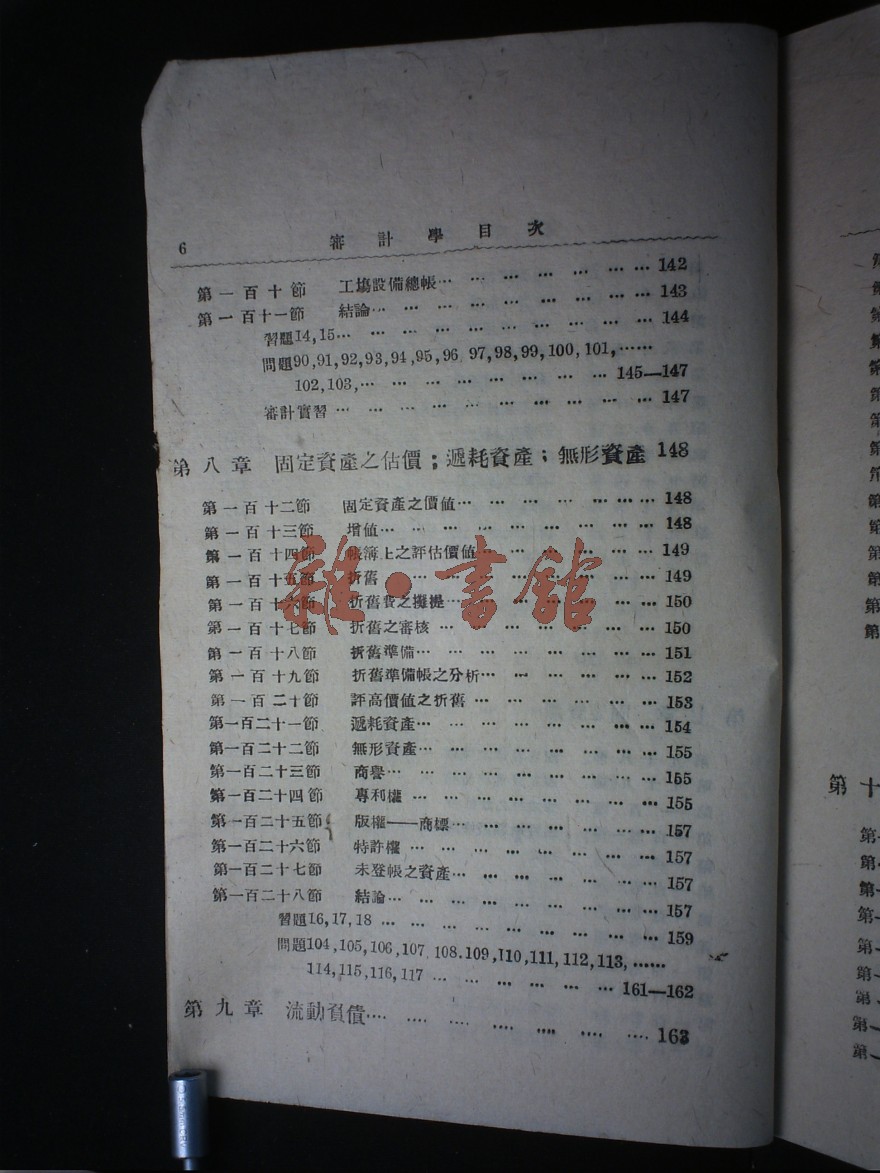 6 審計學目次
第一百十節 工場設備總帳… … … … … … … … 142
第一百十一節 結論… … … … … … … … … … 143
習題14,15… … … … … … … … … … … 144
問題90,91,92,93,94,95,96 97,98,99,100,101,……
102,103,… … … … … … … … … 145—147
審計實習 … … … … … … … … … … … 147
第八章 固定資產之估價；遞耗資產；無形資產 148
第一百十二節 固定資產之價值… … … … … … … … 148
第一百十三節 增值… … … … … … … … … … 148
第一百十四節 帳簿上之評估價值… … … … … … … 149
第一百十五節 折舊 … … … … … … … … … … 149
第一百十六節 折舊費之擬提… … … … … … … … 150
第一百十七節 折舊之審核… … … … … … … … 150
第一百十八節 折舊準備… … … … … … … … … 151
第一百十九節 折舊準備帳之分析… … … … … … … 152
第一百二十節 評高價值之折舊 … … … … … … … 153
第一百二十一節 遞耗資產… … … … … … … … … 154
第一百二十二節 無形資產… … … … … … … … … 155
第一百二十三節 商譽… … … … … … … … … … 155
第一百二十四節 專利權 … … … … … … … … … 155
第一百二十五節 版權——商標… … … … … … … … 157
第一百二十六節 特許權 … … … … … … … … … 157
第一百二十七節 未登帳之資產… … … … … … … … 157
第一百二十八節 結論… … … … … … … … … … 157
習題16,17,18 … … … … … … … … … … 159
問題104,105,106,107 108.109,110,111,112,113,……
114,115,116,117 … … … … … … … 161—162
第九章 流動負債… … … … … … … … 163
雜·書館
第十